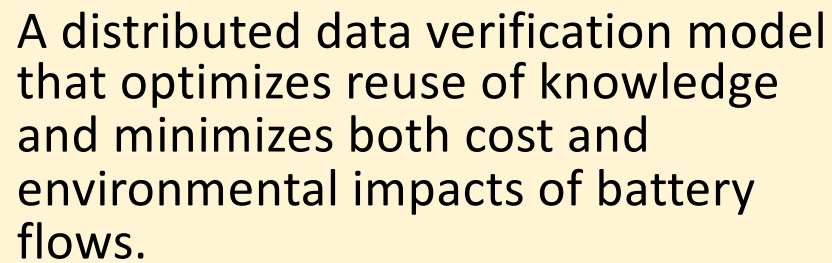 A distributed data verification model
that optimizes reuse of knowledge
and minimizes both cost and
environmental impacts of battery
flows.